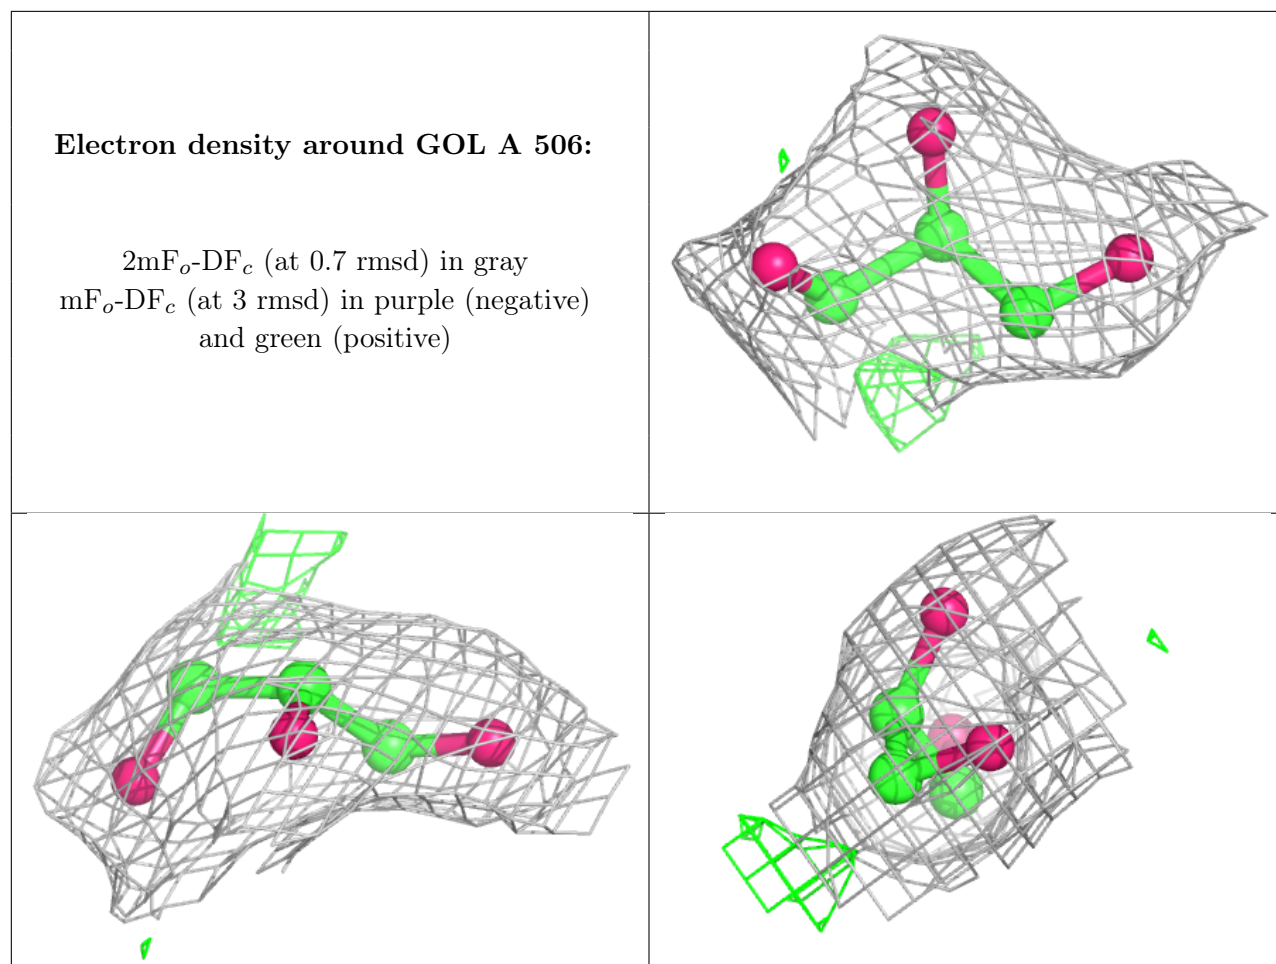 Electron density around GOL A 506:
2mFo-DFc (at 0.7 rmsd) in gray
mFo-DFc (at 3 rmsd) in purple (negative)
and green (positive)